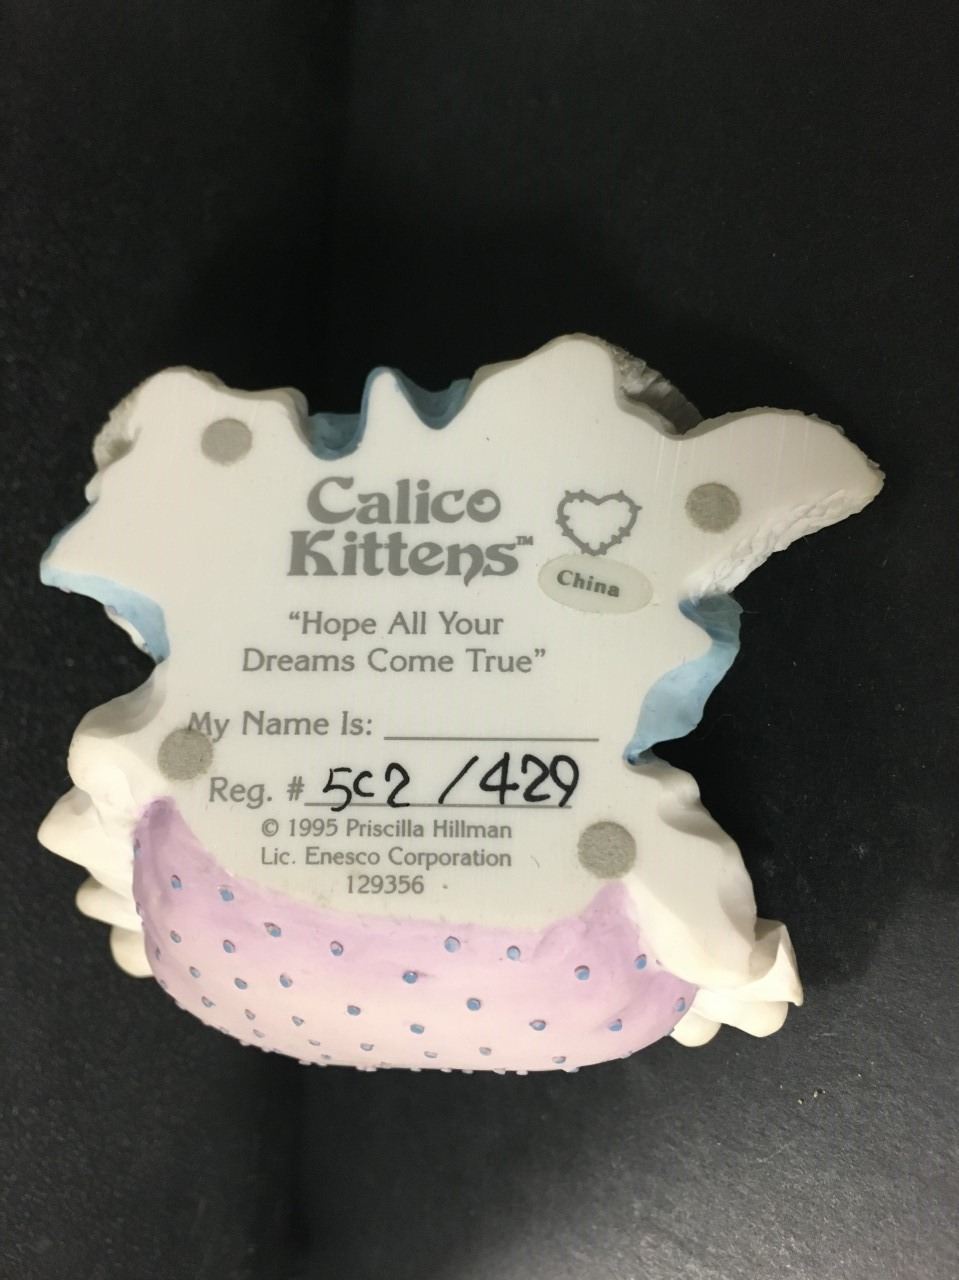 Calico
Kittens™
China
“Hope All Your
Dreams Come True”
My Name Is:
Reg. # 5c2 /429
© 1995 Priscilla Hillman
Lic. Enesco Corporation
129356